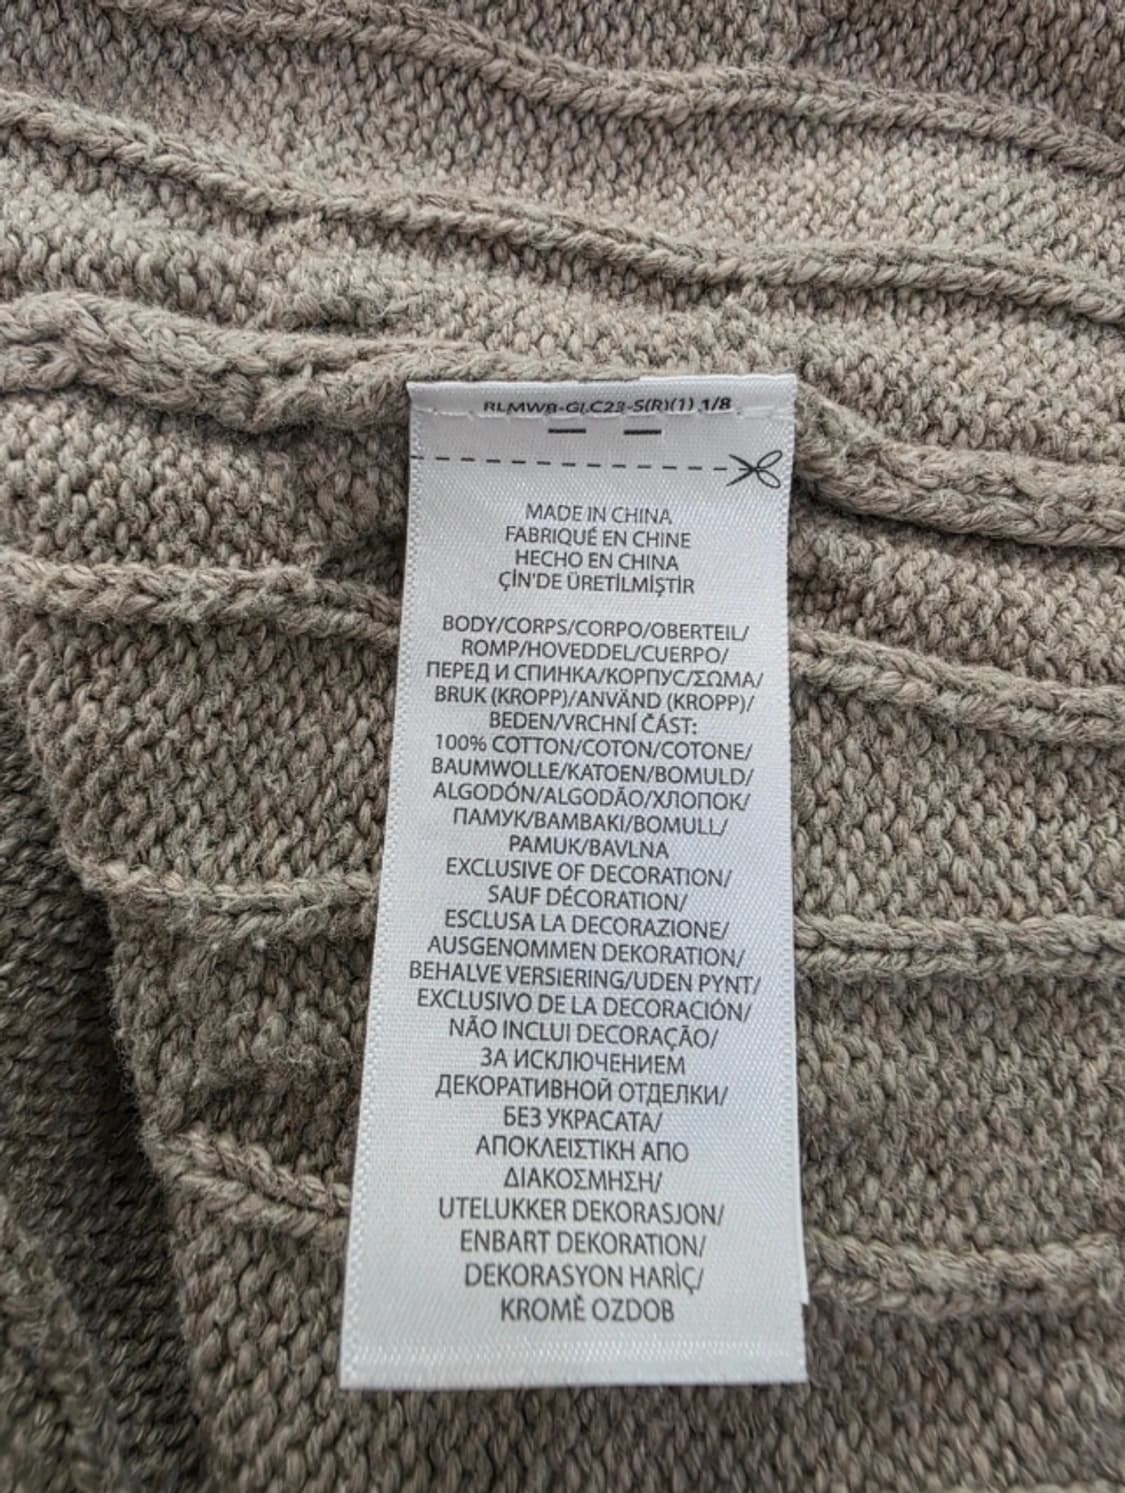 RLMWB-GLC23-S(R)(1) 1/8
MADE IN CHINA
FABRIQUÉ EN CHINE
HECHO EN CHINA
ÇİN'DE ÜRETİLMİŞTİR
BODY/CORPS/CORPO/OBERTEIL/
ROMP/HOVEDDEL/CUERPO/
ПЕРЕД И СПИНКА/КОРПУС/ΣΩΜΑ/
BRUK (KROPP)/ANVÄND (KROPP)/
BEDEN/VRCHNÍ ČÁST:
100% COTTON/COTON/COTONE/
BAUMWOLLE/KATOEN/BOMULD/
ALGODÓN/ALGODÃO/ХЛОПОК/
ПАМУК/ΒΑΜΒΑΚΙ/BOMULL/
PAMUK/BAVLNA
EXCLUSIVE OF DECORATION/
SAUF DÉCORATION/
ESCLUSA LA DECORAZIONE/
AUSGENOMMEN DEKORATION/
BEHALVE VERSIERING/UDEN PYNT/
EXCLUSIVO DE LA DECORACIÓN/
NÃO INCLUI DECORAÇÃO/
ЗА ИСКЛЮЧЕНИЕМ
ДЕКОРАТИВНОЙ ОТДЕЛКИ/
БЕЗ УКРАСАТА/
ΑΠΟΚΛΕΙΣΤΙΚΗ ΑΠΟ
ΔΙΑΚΟΣΜΗΣΗ/
UTELUKKER DEKORASJON/
ENBART DEKORATION/
DEKORASYON HARİÇ/
KROMĚ OZDOB